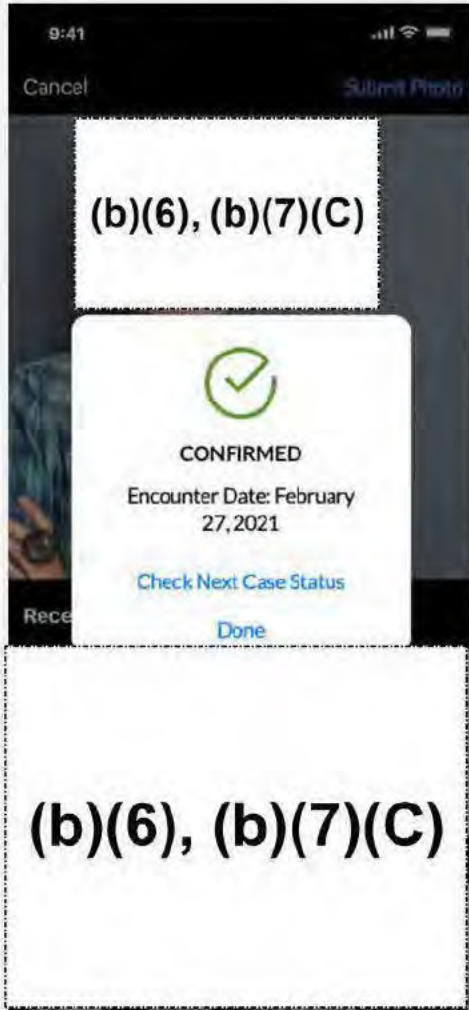 9:41
Cancel
Submit Photo
(b)(6), (b)(7)(C)
CONFIRMED
Encounter Date: February
27, 2021
Check Next Case Status
Rece
Done
(b)(6), (b)(7)(C)